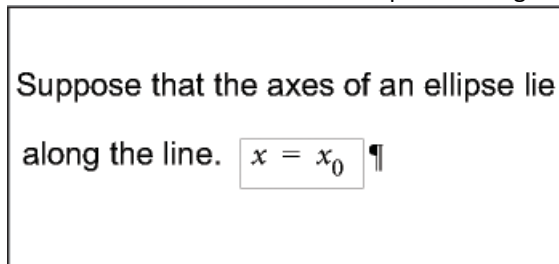 Suppose that the axes of an ellipse lie
along the line. x = x₀ ¶